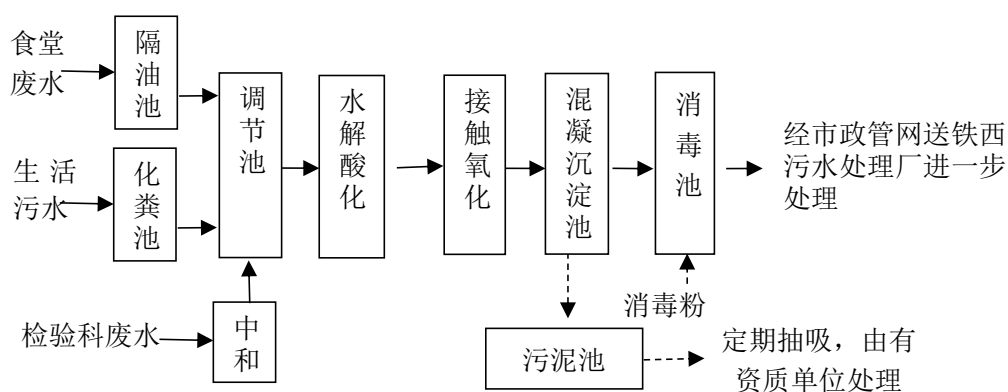 食堂
废水
隔油池
生活
污水
化粪池
检验科废水
中和
调节池
水解酸化
接触氧化
混凝沉淀池
消毒池
消毒粉
污泥池
经市政管网送铁西
污水处理厂进一步
处理
定期抽吸，由有
资质单位处理